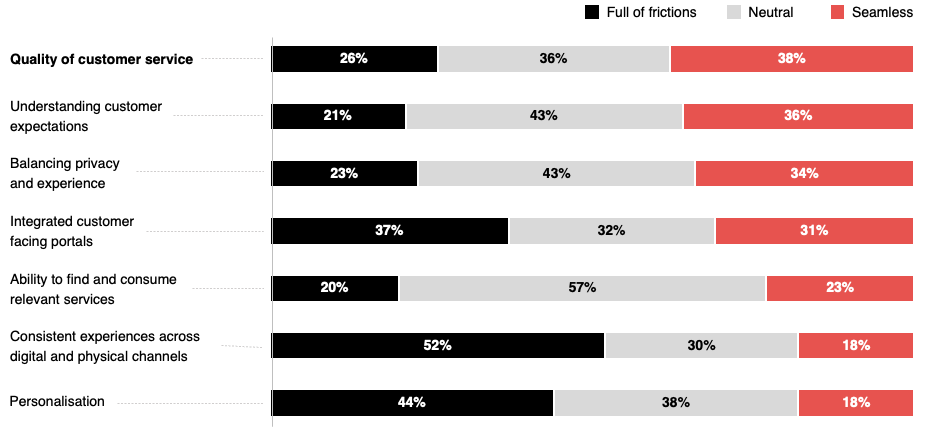 Full of frictions Neutral Seamless
Quality of customer service 26% 36% 38%
Understanding customer
expectations
21% 43% 36%
Balancing privacy
and experience
23% 43% 34%
Integrated customer
facing portals
37% 32% 31%
Ability to find and consume
relevant services
20% 57% 23%
Consistent experiences across
digital and physical channels
52% 30% 18%
Personalisation 44% 38% 18%